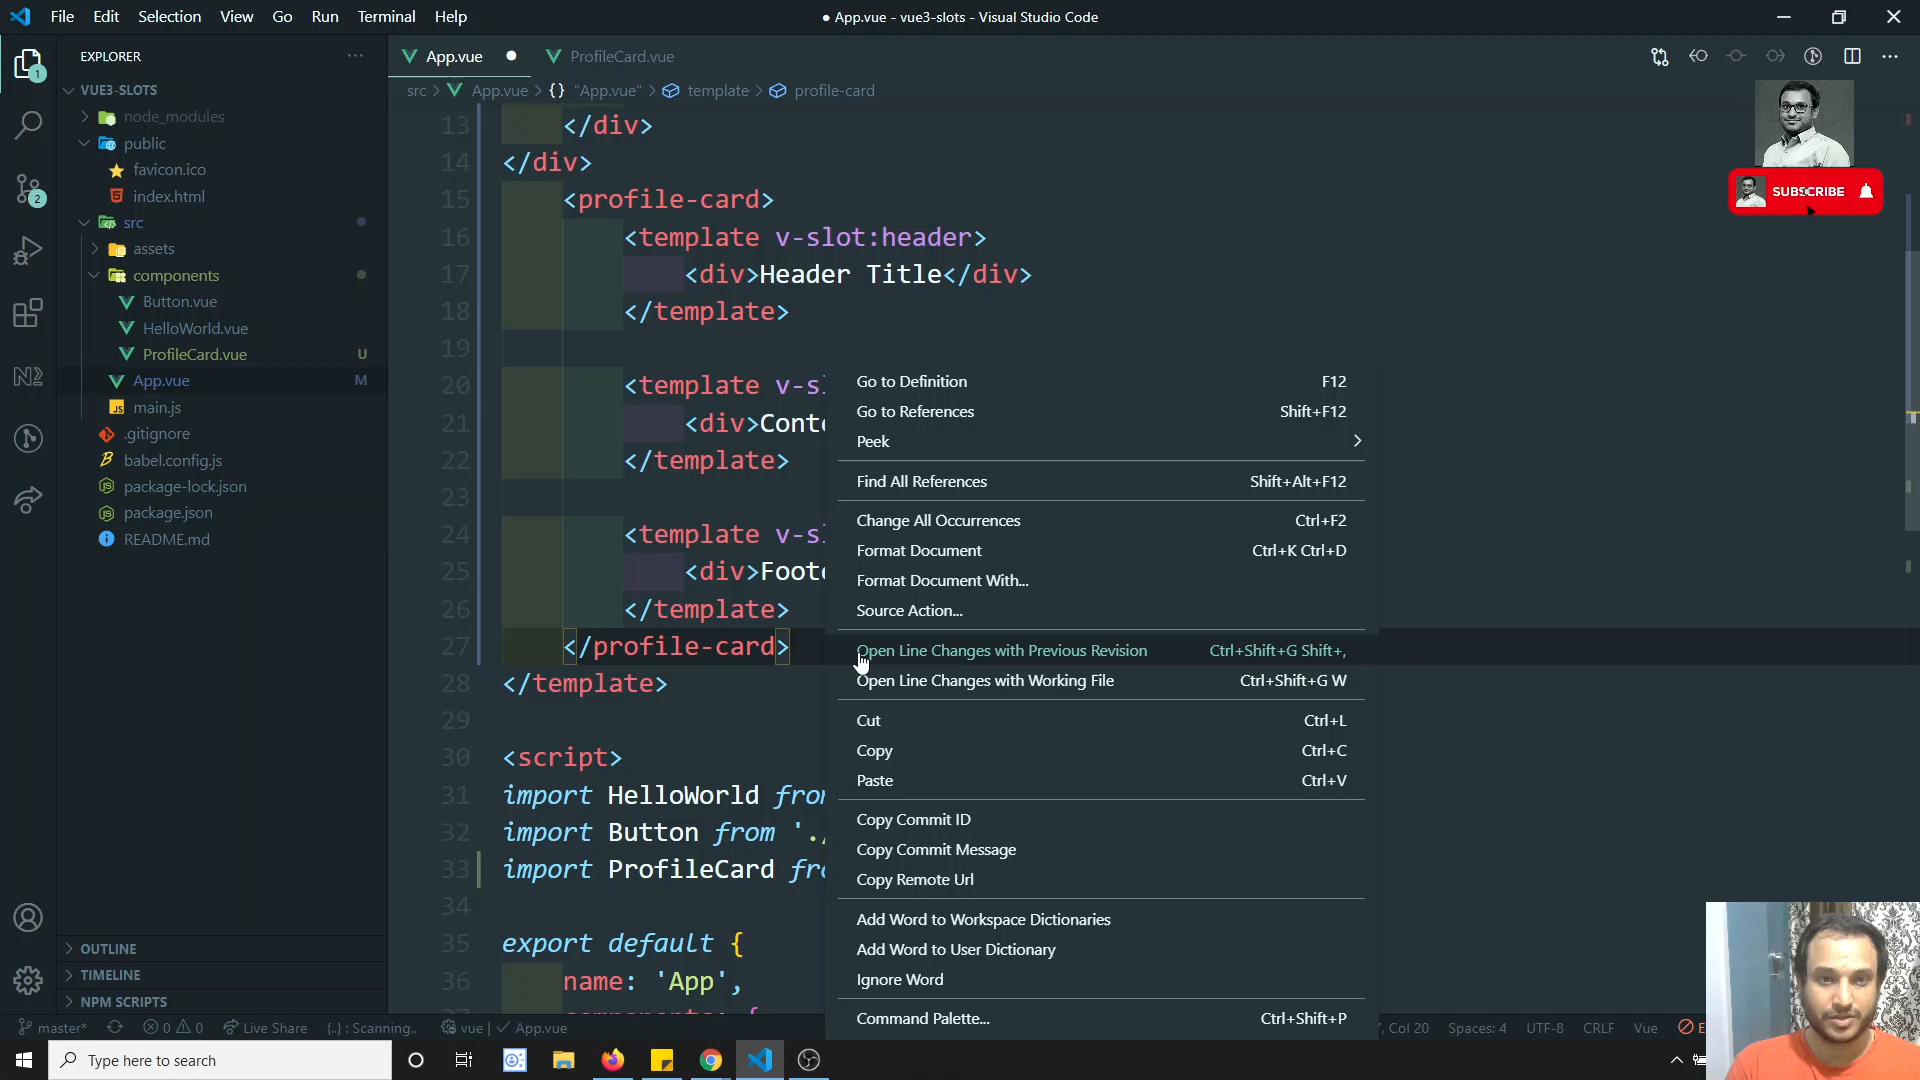 File Edit Selection View Go Run Terminal Help
● App.vue - vue3-slots - Visual Studio Code
EXPLORER
VUE3-SLOTS
node_modules
public
favicon.ico
index.html
src
assets
components
Button.vue
HelloWorld.vue
ProfileCard.vue U
App.vue M
main.js
.gitignore
babel.config.js
package-lock.json
package.json
README.md
OUTLINE
TIMELINE
NPM SCRIPTS
1
2
App.vue
ProfileCard.vue
src > App.vue > {} "App.vue" > template > profile-card
SUBSCRIBE
13 </div>
14 </div>
15 <profile-card>
16 <template v-slot:header>
17 <div>Header Title</div>
18 </template>
19
20 <template v-sl
21 <div>Conte
22 </template>
23
24 <template v-sl
25 <div>Foote
26 </template>
27 </profile-card>
28 </template>
29
30 <script>
31 import HelloWorld from
32 import Button from './
33 import ProfileCard fro
34
35 export default {
36 name: 'App',
Go to Definition F12
Go to References Shift+F12
Peek
Find All References Shift+Alt+F12
Change All Occurrences Ctrl+F2
Format Document Ctrl+K Ctrl+D
Format Document With...
Source Action...
Open Line Changes with Previous Revision Ctrl+Shift+G Shift+,
Open Line Changes with Working File Ctrl+Shift+G W
Cut Ctrl+L
Copy Ctrl+C
Paste Ctrl+V
Copy Commit ID
Copy Commit Message
Copy Remote Url
Add Word to Workspace Dictionaries
Add Word to User Dictionary
Ignore Word
Command Palette... Ctrl+Shift+P
master* 0 0 Live Share {..} : Scanning.. vue | App.vue
, Col 20 Spaces: 4 UTF-8 CRLF Vue
Type here to search